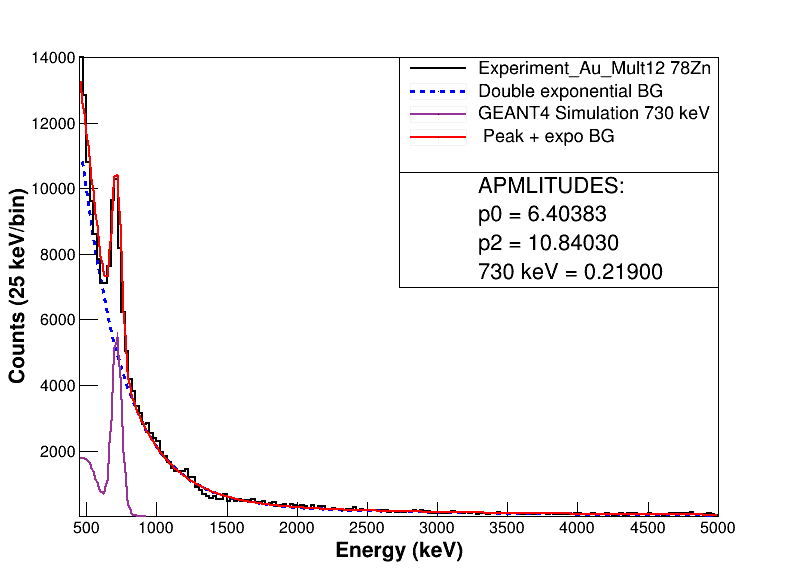 14000
12000
10000
8000
6000
4000
2000
Counts (25 keV/bin)
500 1000 1500 2000 2500 3000 3500 4000 4500 5000
Energy (keV)
Experiment_Au_Mult12 78Zn
Double exponential BG
GEANT4 Simulation 730 keV
Peak + expo BG
APMLITUDES:
p0 = 6.40383
p2 = 10.84030
730 keV = 0.21900